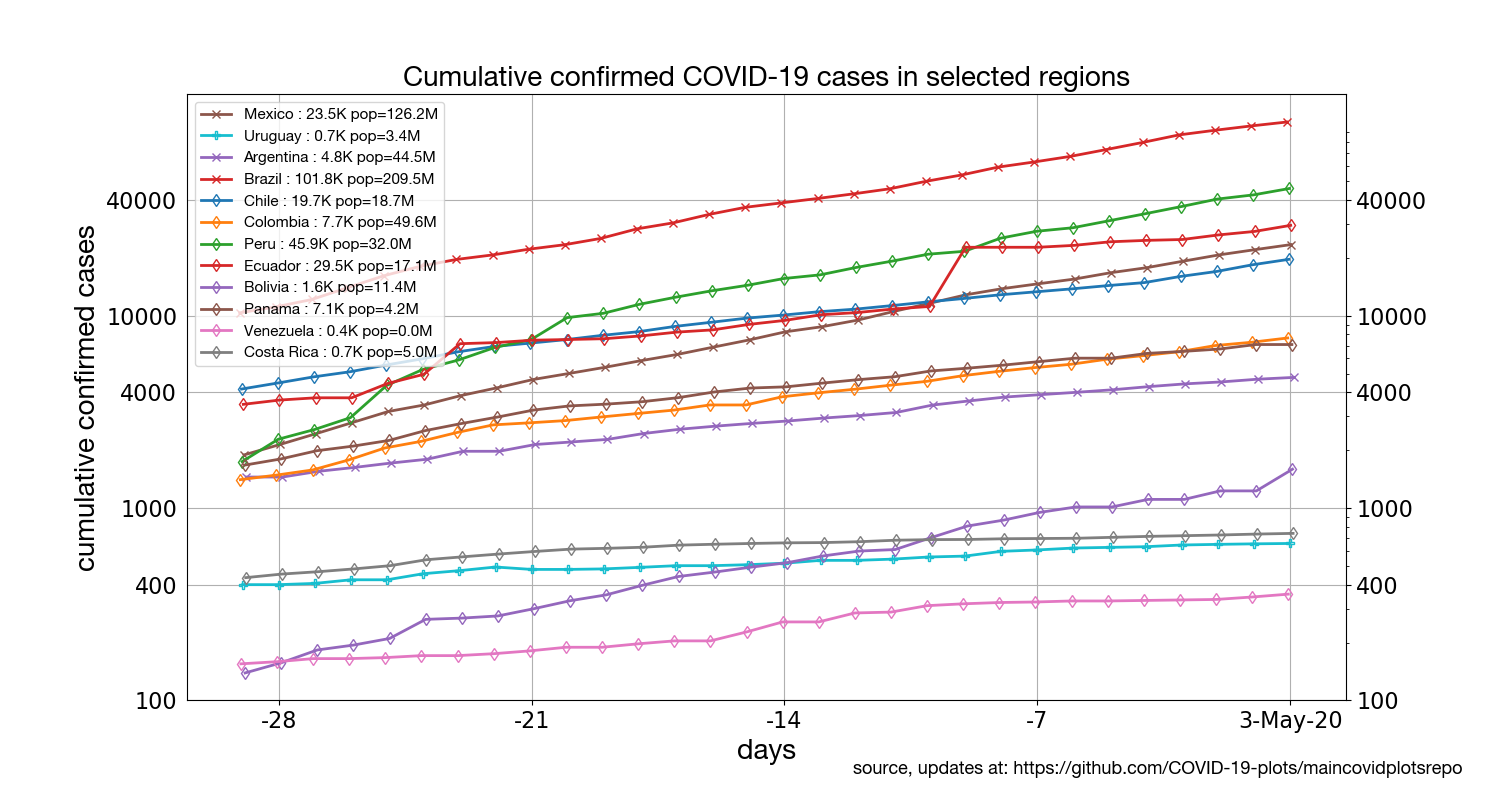 Cumulative confirmed COVID-19 cases in selected regions
Mexico : 23.5K pop=126.2M
Uruguay : 0.7K pop=3.4M
Argentina : 4.8K pop=44.5M
Brazil : 101.8K pop=209.5M
Chile : 19.7K pop=18.7M
Colombia : 7.7K pop=49.6M
Peru : 45.9K pop=32.0M
Ecuador : 29.5K pop=17.1M
Bolivia : 1.6K pop=11.4M
Panama : 7.1K pop=4.2M
Venezuela : 0.4K pop=0.0M
Costa Rica : 0.7K pop=5.0M
cumulative confirmed cases
40000
10000
4000
1000
400
100
40000
10000
4000
1000
400
100
-28
-21
-14
-7
3-May-20
days
source, updates at: https://github.com/COVID-19-plots/maincovidplotsrepo